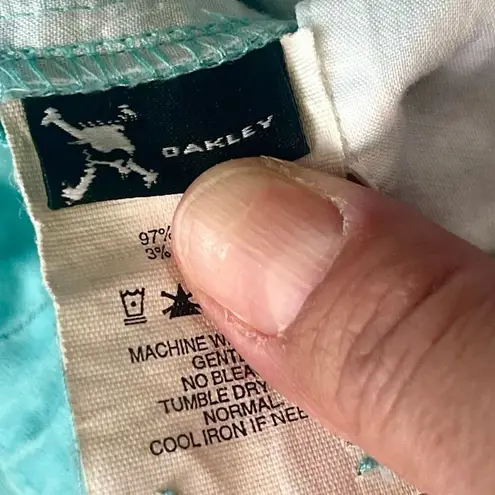 OAKLEY
97%
3%
MACHINE W
GENT
NO BLEA
TUMBLE DRY
NORMAL
COOL IRON IF NEE